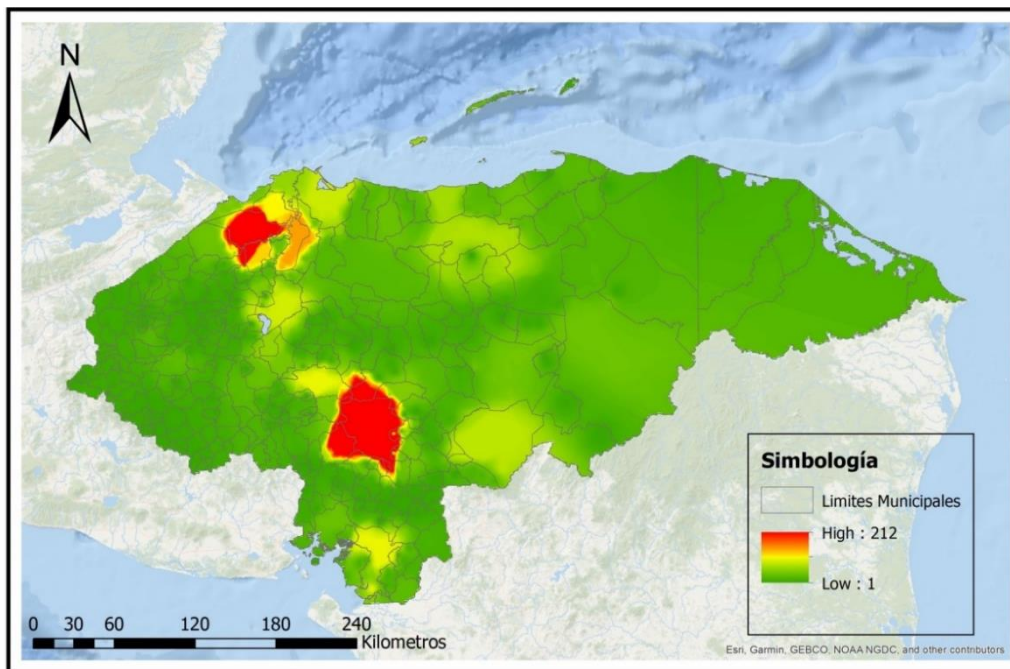 N
Simbología
Limites Municipales
High : 212
Low : 1
0 30 60 120 180 240
Kilometros
Esri, Garmin, GEBCO, NOAA NGDC, and other contributors